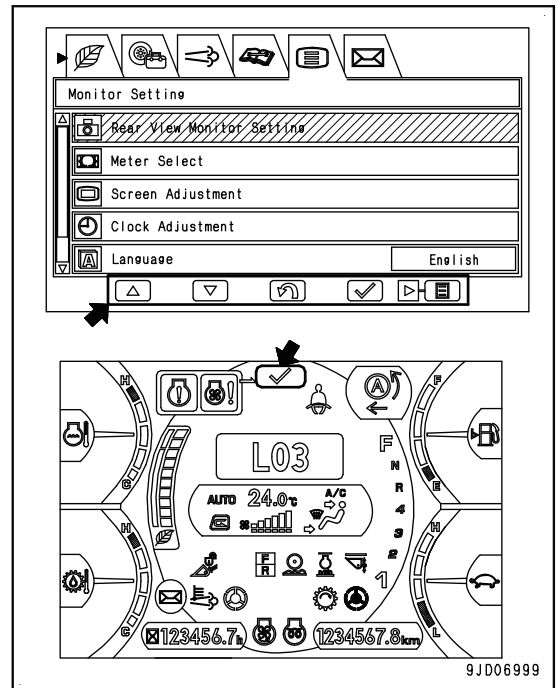 Monitor Setting
Rear View Monitor Setting
Meter Select
Screen Adjustment
Clock Adjustment
A Language English
H
C
F
E
A
L03
F
N
R
4
3
2
1
AUTO 24.0℃ A/C
F
R
H
C
H
L
123456.7h
1234567.8km
9JD06999